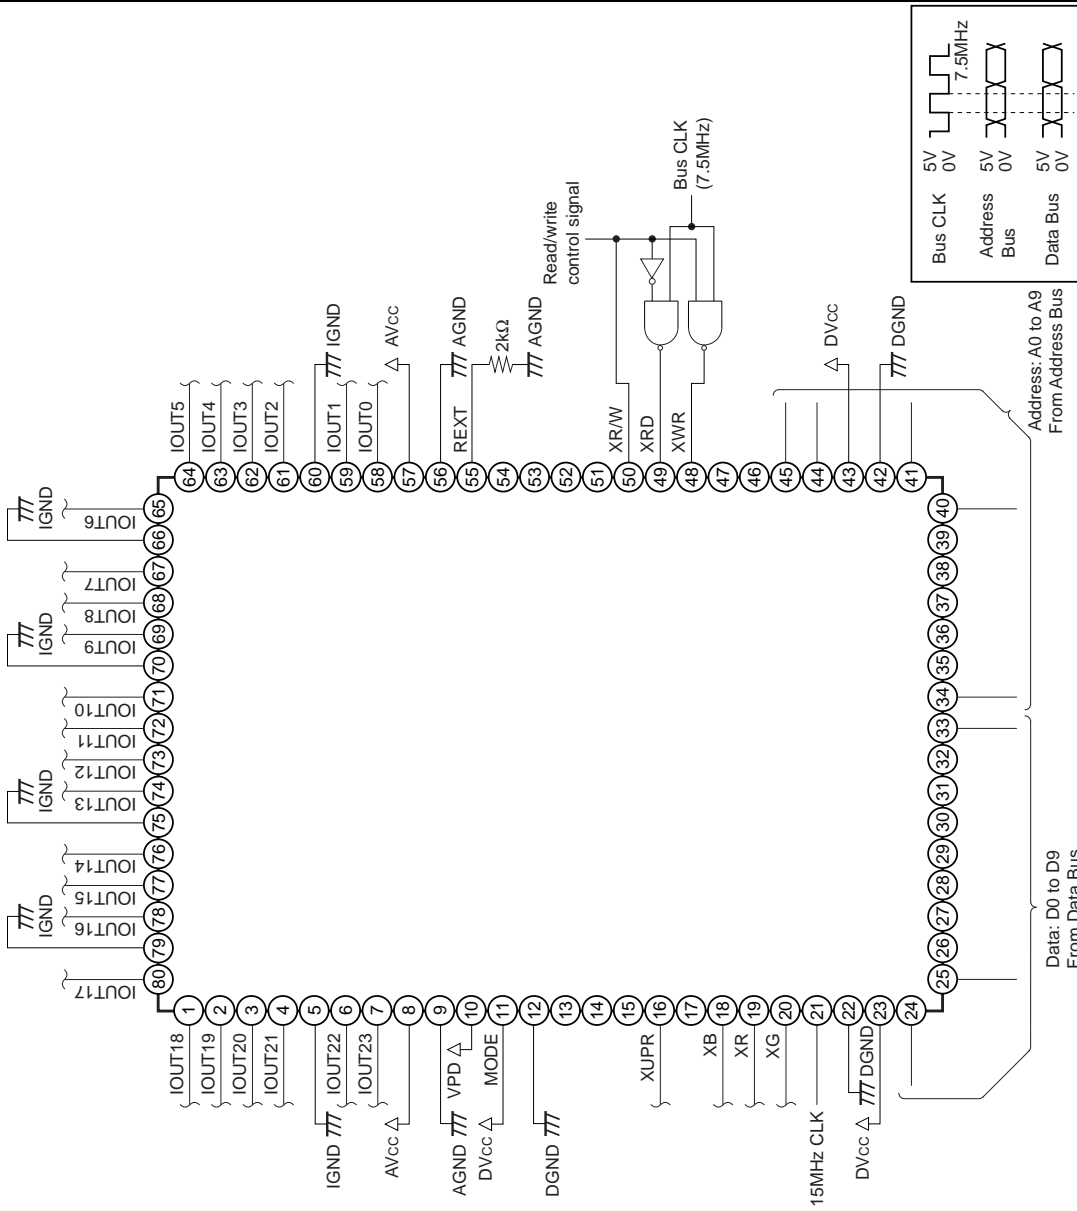 IOUT5
IOUT4
IOUT3
IOUT2
IGND
IOUT1
IOUT0
AVCC
AGND
REXT
2kΩ
AGND
Read/write
control signal
Bus CLK
(7.5MHz)
XR/W
XRD
XWR
DVCC
DGND
64
63
62
61
60
59
58
57
56
55
54
53
52
51
50
49
48
47
46
45
44
43
42
41
IGND
IOUT6
65
66
IOUT7
67
IOUT8
68
IGND
IOUT9
69
70
IOUT10
71
IOUT11
72
IOUT12
73
IGND
IOUT13
74
75
IOUT14
76
IOUT15
77
IGND
IOUT16
78
79
IOUT17
80
40
39
38
37
36
35
34
33
32
31
30
29
28
27
26
25
1
2
3
4
5
6
7
8
9
10
11
12
13
14
15
16
17
18
19
20
21
22
23
24
IOUT18
IOUT19
IOUT20
IOUT21
IGND
IOUT22
IOUT23
AVCC
AGND
VPD
DVCC
MODE
DGND
XUPR
XB
XR
XG
15MHz CLK
DGND
DVCC
Address: A0 to A9
From Address Bus
Data: D0 to D9
From Data Bus
Bus CLK
5V
0V
7.5MHz
Address
Bus
5V
0V
Data Bus
5V
0V